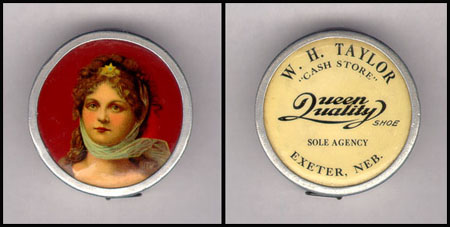 W. H. TAYLOR
"CASH STORE"
Queen
Quality
SHOE
SOLE AGENCY
EXETER, NEB.